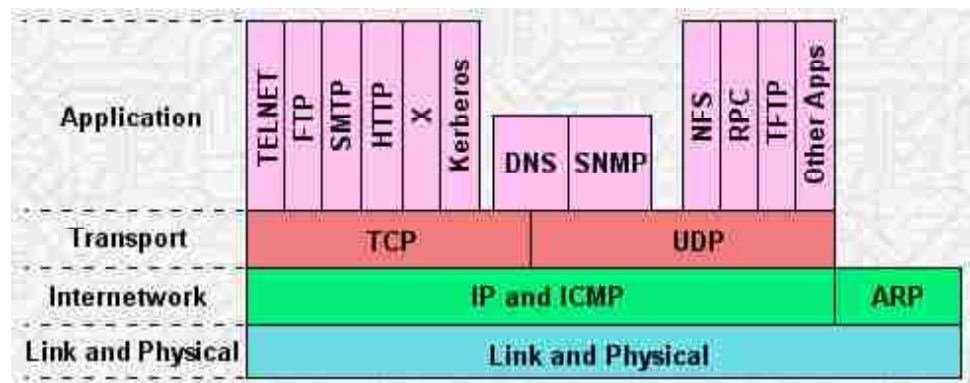 Application
TELNET
FTP
SMTP
HTTP
X
Kerberos
DNS
SNMP
NFS
RPC
TFTP
Other Apps
Transport
TCP
UDP
Internetwork
IP and ICMP
ARP
Link and Physical
Link and Physical